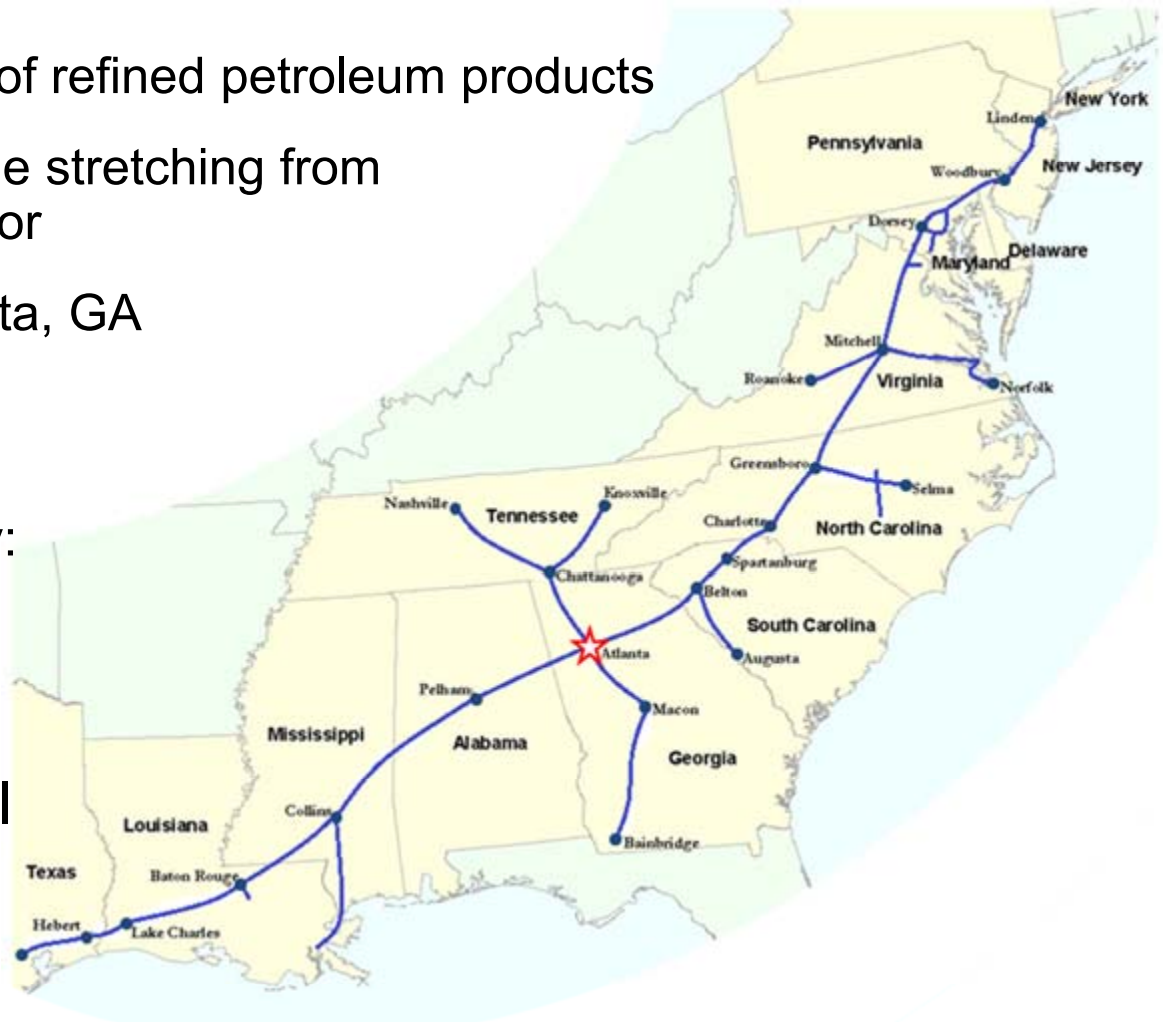 of refined petroleum products
e stretching from
or
ta, GA
y:
l
New York
Linden
Pennsylvania
New Jersey
Woodbury
Dorsey
Delaware
Maryland
Mitchell
Roanoke
Virginia
Norfolk
Greensboro
Selma
Nashville
Knoxville
Tennessee
Charlotte
North Carolina
Spartanburg
Chattanooga
Belton
South Carolina
Atlanta
Augusta
Pelham
Macon
Mississippi
Alabama
Georgia
Collins
Louisiana
Bainbridge
Texas
Baton Rouge
Hebert
Lake Charles